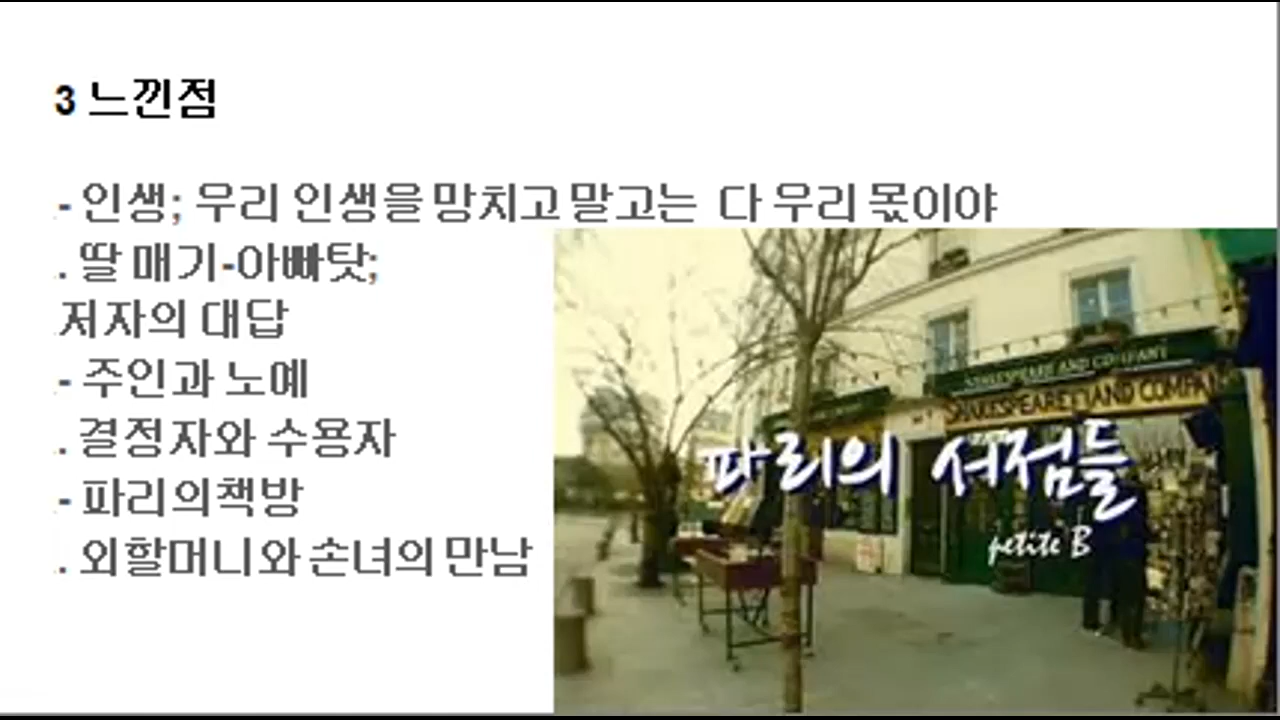 3 느낀점
- 인생; 우리 인생을 망치고 말고는 다 우리 몫이야
. 딸 매기-아빠탓;
저자의 대답
- 주인과 노예
. 결정자와 수용자
- 파리의책방
. 외할머니와 손녀의 만남
SHAKESPEARE AND COMPANY
SHAKESPEARE AND COMPAN
파리의 서점들
petite B